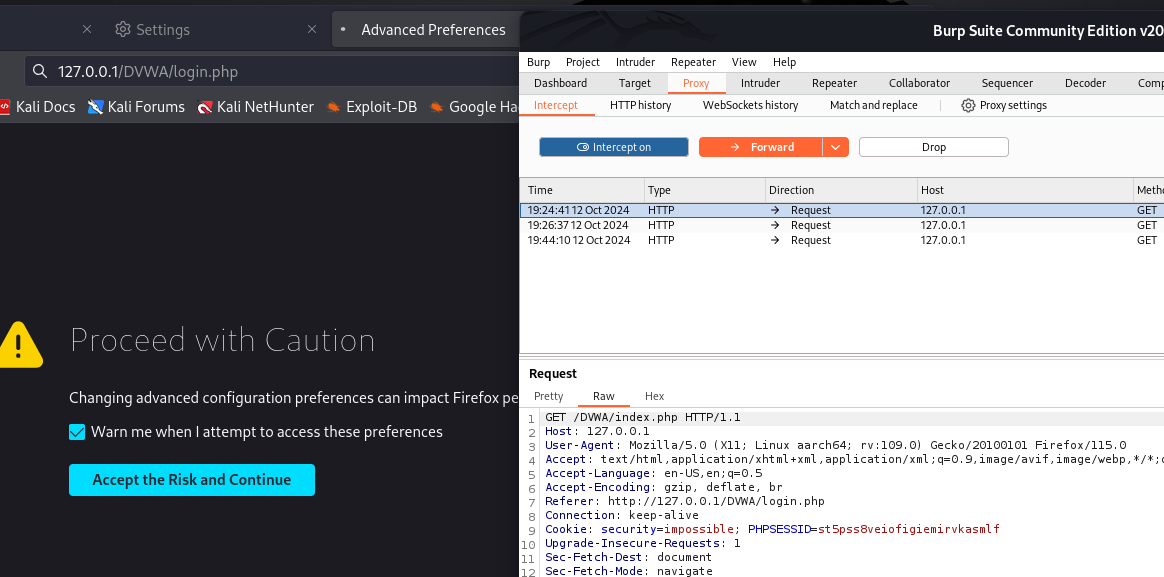 Settings
Advanced Preferences
127.0.0.1/DVWA/login.php
Kali Docs Kali Forums Kali NetHunter Exploit-DB Google Ha
Proceed with Caution
Changing advanced configuration preferences can impact Firefox pe
Warn me when I attempt to access these preferences
Accept the Risk and Continue
Burp Suite Community Edition v20
Burp Project Intruder Repeater View Help
Dashboard Target Proxy Intruder Repeater Collaborator Sequencer Decoder Comp
Intercept HTTP history WebSockets history Match and replace Proxy settings
Intercept on Forward Drop
Time Type Direction Host Metho
19:24:41 12 Oct 2024 HTTP → Request 127.0.0.1 GET
19:26:37 12 Oct 2024 HTTP → Request 127.0.0.1 GET
19:44:10 12 Oct 2024 HTTP → Request 127.0.0.1 GET
Request
Pretty Raw Hex
1 GET /DVWA/index.php HTTP/1.1
2 Host: 127.0.0.1
3 User-Agent: Mozilla/5.0 (X11; Linux aarch64; rv:109.0) Gecko/20100101 Firefox/115.0
4 Accept: text/html,application/xhtml+xml,application/xml;q=0.9,image/avif,image/webp,*/*;q
5 Accept-Language: en-US,en;q=0.5
6 Accept-Encoding: gzip, deflate, br
7 Referer: http://127.0.0.1/DVWA/login.php
8 Connection: keep-alive
9 Cookie: security=impossible; PHPSESSID=st5pss8veiofigiemirvkasmlf
10 Upgrade-Insecure-Requests: 1
11 Sec-Fetch-Dest: document
12 Sec-Fetch-Mode: navigate